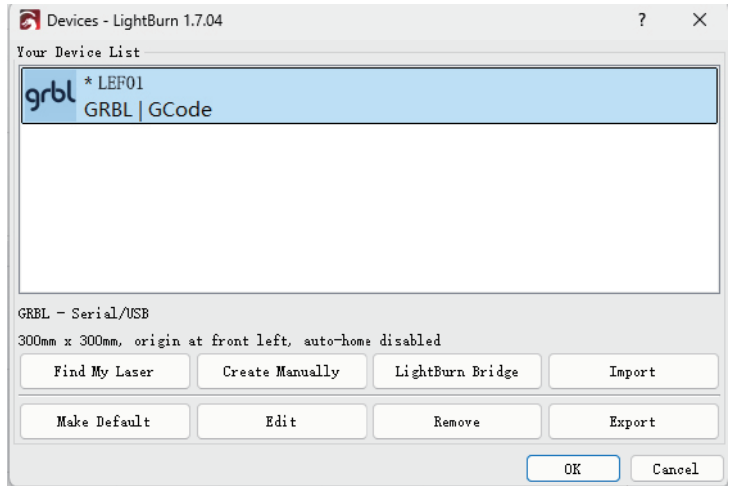 Devices - LightBurn 1.7.04
? ×
Your Device List
grbl
* LEF01
GRBL | GCode
GRBL - Serial/USB
300mm x 300mm, origin at front left, auto-home disabled
Find My Laser Create Manually LightBurn Bridge Import
Make Default Edit Remove Export
OK Cancel